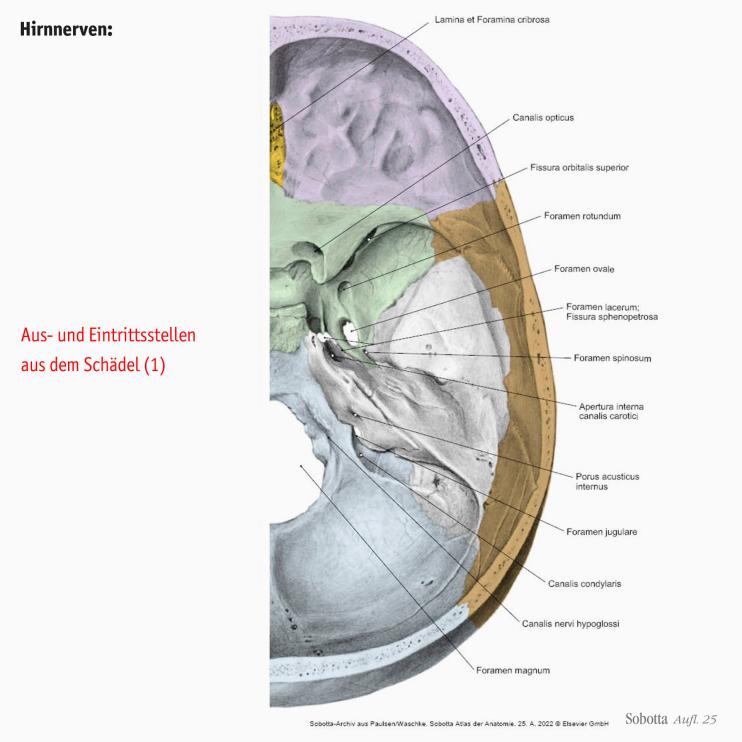 Hirnnerven:
Aus- und Eintrittsstellen
aus dem Schädel (1)
Lamina et Foramina cribrosa
Canalis opticus
Fissura orbitalis superior
Foramen rotundum
Foramen ovale
Foramen lacerum;
Fissura sphenopetrosa
Foramen spinosum
Apertura interna
canalis carotici
Porus acusticus
internus
Foramen jugulare
Canalis condylaris
Canalis nervi hypoglossi
Foramen magnum
Sobotta-Archiv aus Paulsen/Waschke. Sobotta Atlas der Anatomie. 25. A. 2022 © Elsevier GmbH
Sobotta Aufl. 25